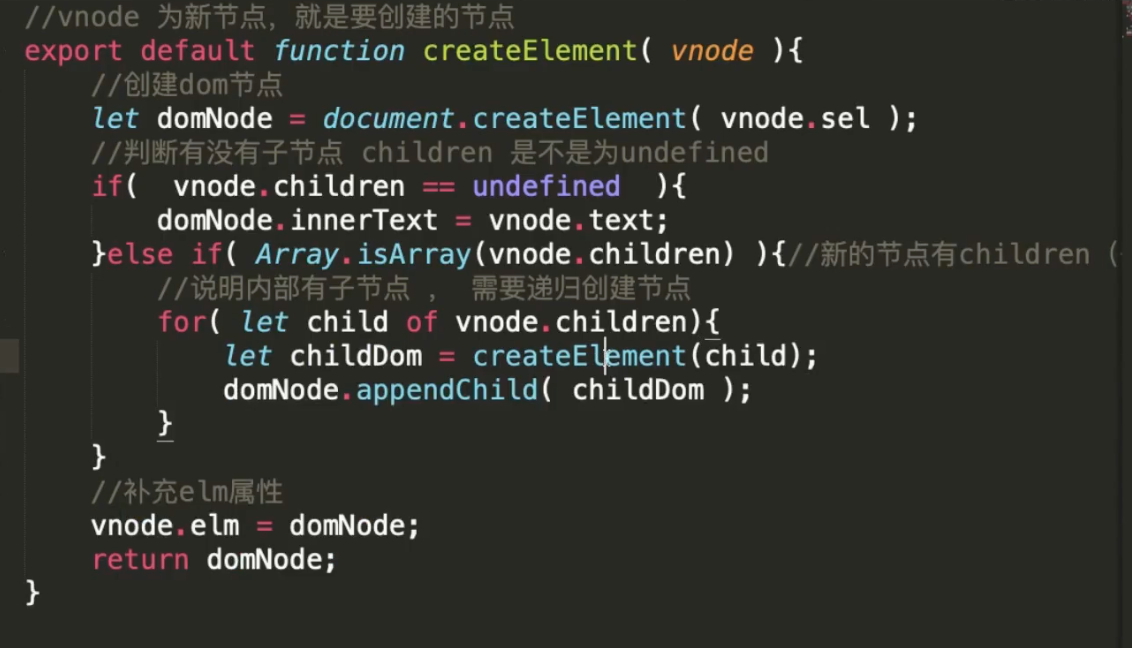 //vnode 为新节点，就是要创建的节点
export default function createElement( vnode ){
    //创建dom节点
    let domNode = document.createElement( vnode.sel );
    //判断有没有子节点 children 是不是为undefined
    if(  vnode.children == undefined  ){
        domNode.innerText = vnode.text;
    }else if( Array.isArray(vnode.children) ){//新的节点有children（
        //说明内部有子节点 ， 需要递归创建节点
        for( let child of vnode.children){
            let childDom = createElement(child);
            domNode.appendChild( childDom );
        }
    }
    //补充elm属性
    vnode.elm = domNode;
    return domNode;
}